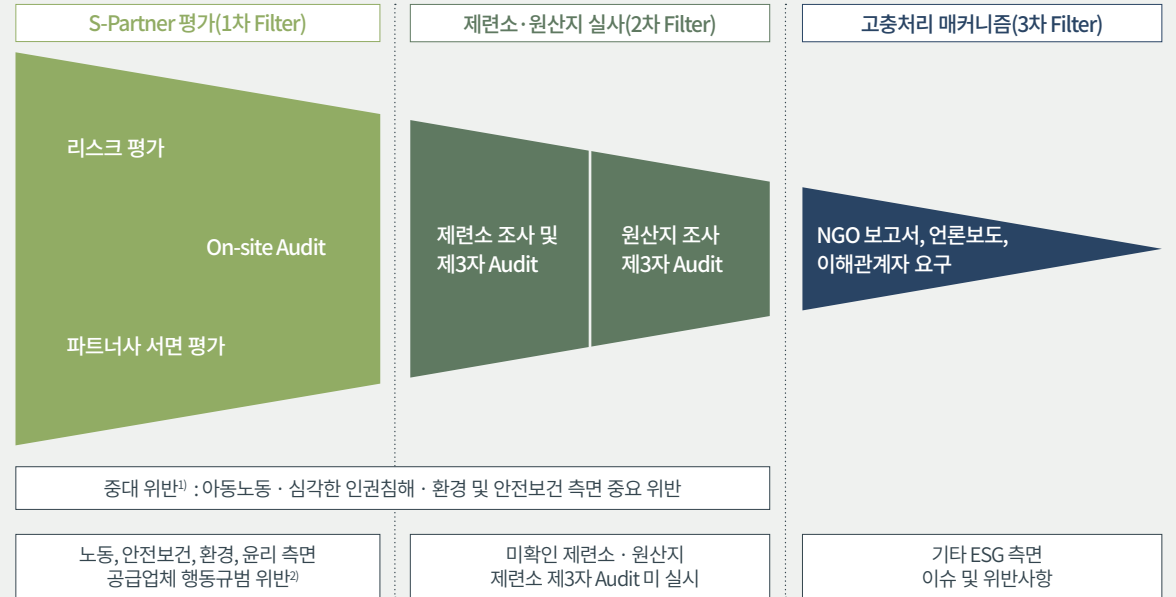 S-Partner 평가(1차 Filter)
제련소·원산지 실사(2차 Filter)
고충처리 매커니즘(3차 Filter)
리스크 평가
On-site Audit
파트너사 서면 평가
제련소 조사 및
제3자 Audit
원산지 조사
제3자 Audit
NGO 보고서, 언론보도,
이해관계자 요구
중대 위반1) : 아동노동 · 심각한 인권침해 · 환경 및 안전보건 측면 중요 위반
노동, 안전보건, 환경, 윤리 측면
공급업체 행동규범 위반2)
미확인 제련소 · 원산지
제련소 제3자 Audit 미 실시
기타 ESG 측면
이슈 및 위반사항